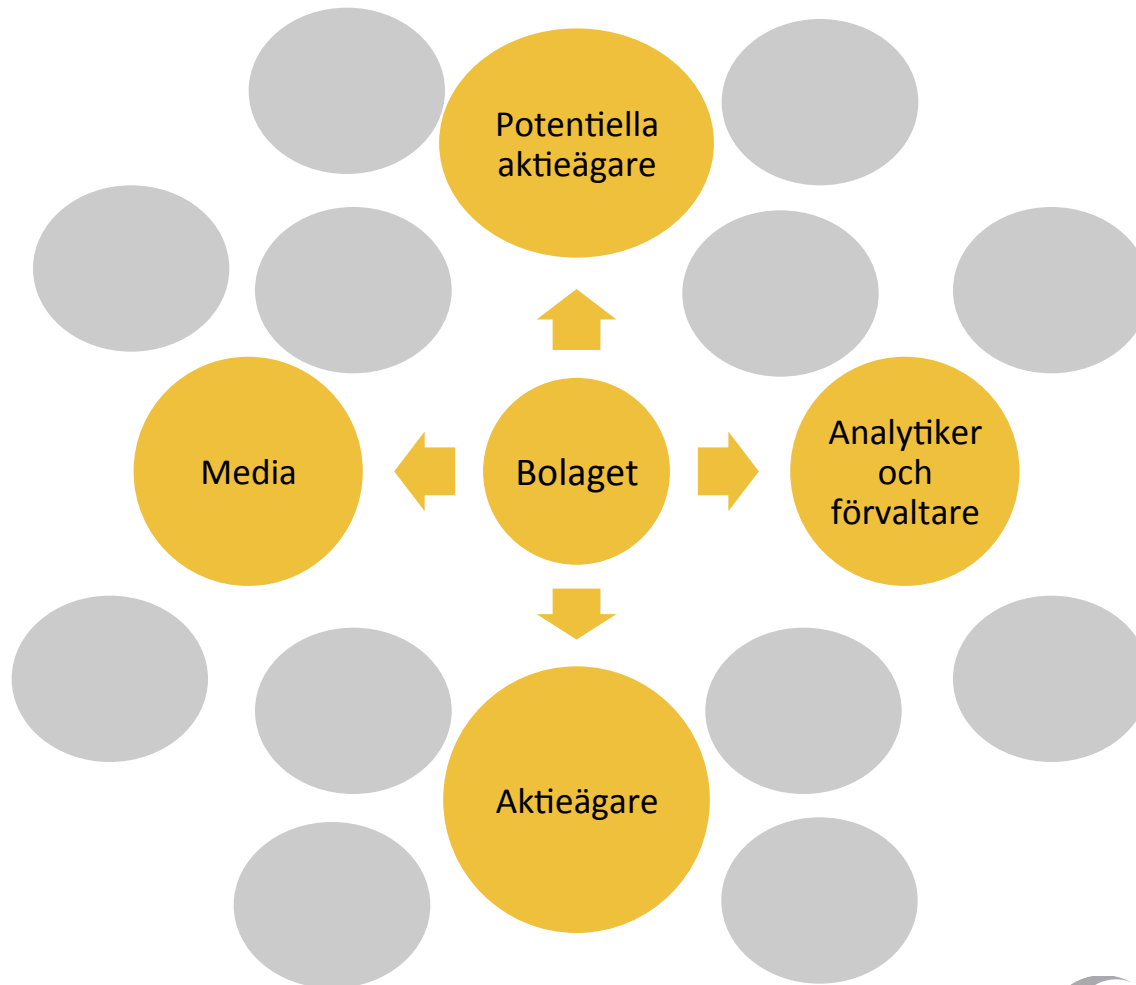 Potentiella
aktieägare
Media
Bolaget
Analytiker
och
förvaltare
Aktieägare